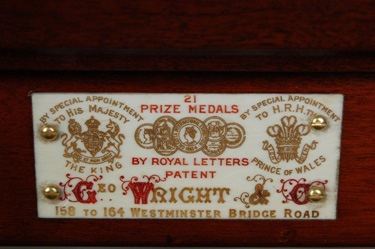 BY SPECIAL APPOINTMENT
TO HIS MAJESTY
THE KING
21
PRIZE MEDALS
BY ROYAL LETTERS
PATENT
BY SPECIAL APPOINTMENT
TO H.R.H. THE
PRINCE OF WALES
GEO WRIGHT & Co
158 TO 164 WESTMINSTER BRIDGE ROAD